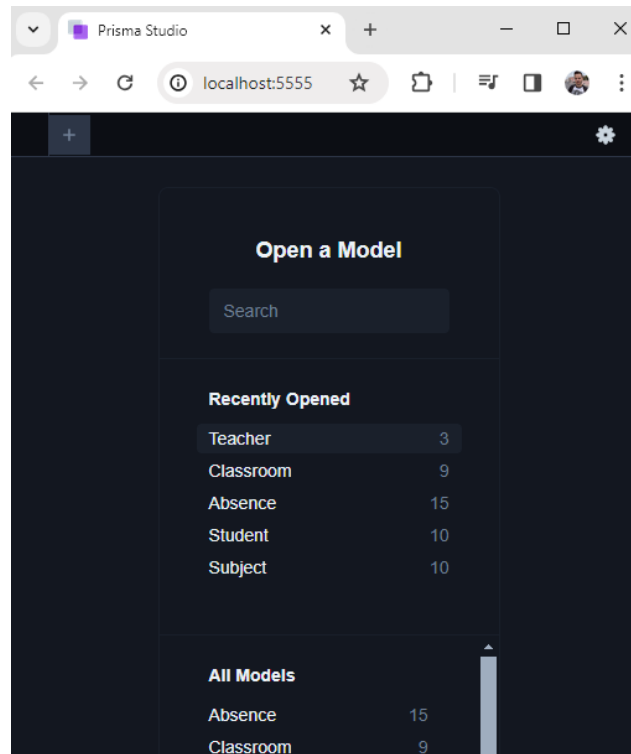 Prisma Studio
localhost:5555
Open a Model
Search
Recently Opened
Teacher 3
Classroom 9
Absence 15
Student 10
Subject 10
All Models
Absence 15
Classroom 9